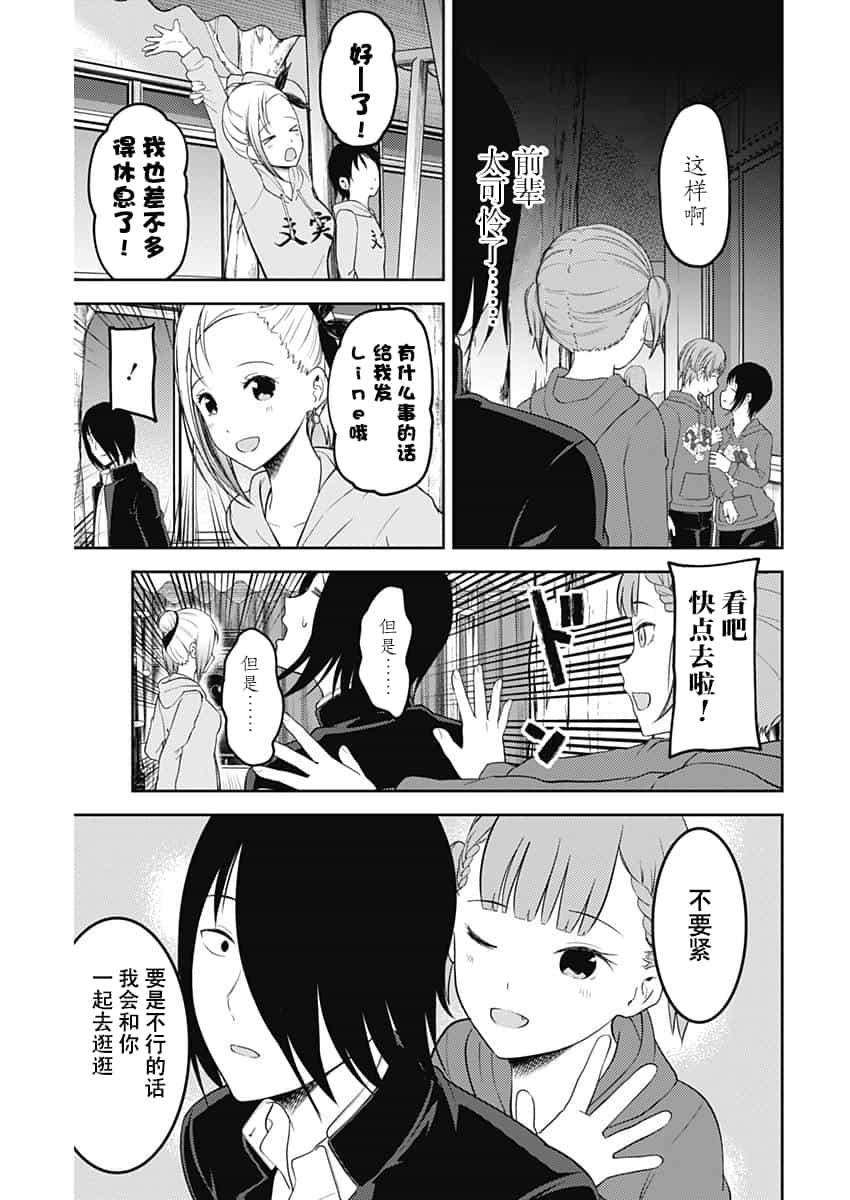 这样啊
前辈
太可怜了……
好一了！
我也差不多
得休息了！
有什么事的话
给我发
Line哦
！
看吧
快点去啦！
但是……
但是……
不要紧
要是不行的话
我会和你
一起去逛逛